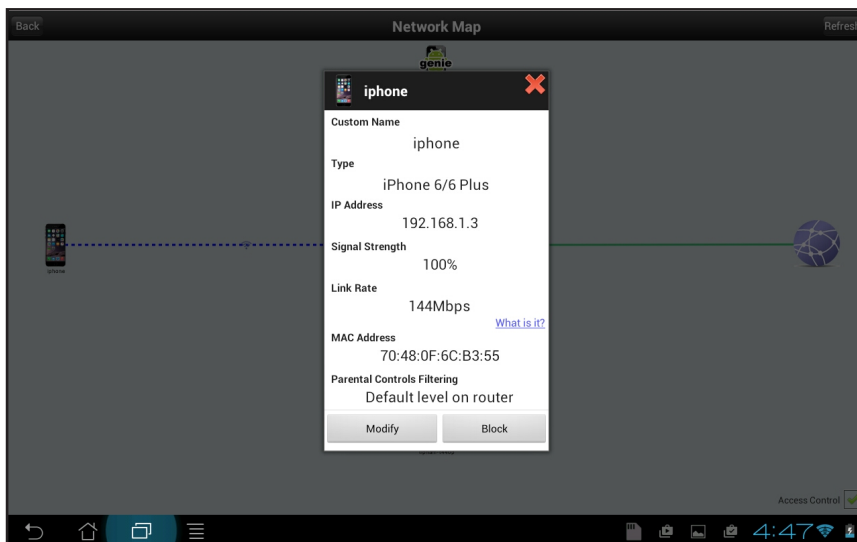 Back
Network Map
Refresh
genie
iphone
Custom Name
iphone
Type
iPhone 6/6 Plus
IP Address
192.168.1.3
Signal Strength
100%
Link Rate
144Mbps
What is it?
MAC Address
70:48:0F:6C:B3:55
Parental Controls Filtering
Default level on router
Modify
Block
iphone
Access Control
4:47